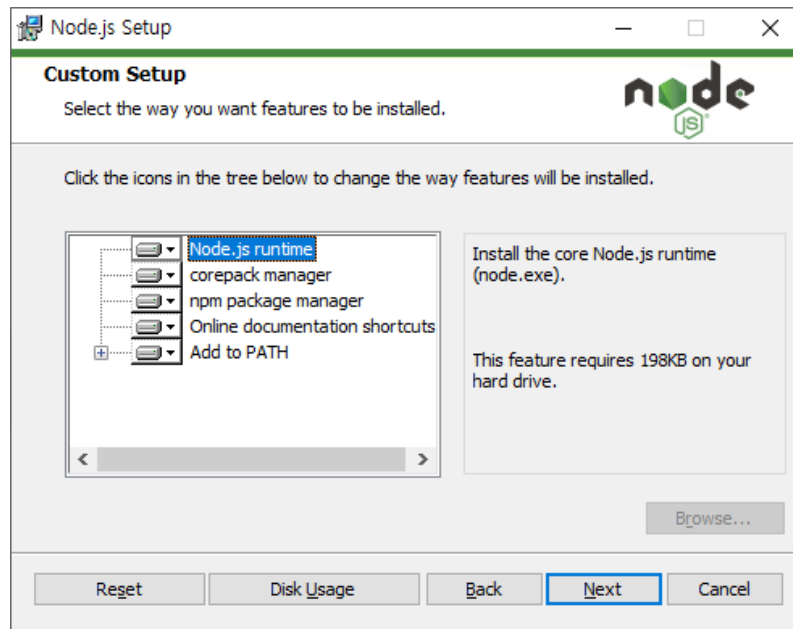 Node.js Setup
Custom Setup
Select the way you want features to be installed.
node
JS
Click the icons in the tree below to change the way features will be installed.
Node.js runtime
corepack manager
npm package manager
Online documentation shortcuts
Add to PATH
Install the core Node.js runtime
(node.exe).
This feature requires 198KB on your
hard drive.
Browse...
Reset
Disk Usage
Back
Next
Cancel